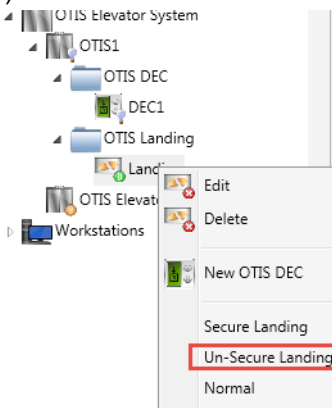 )
OTIS Elevator System
OTIS1
OTIS DEC
DEC1
OTIS Landing
Landi
OTIS Elevat
Workstations
Edit
Delete
New OTIS DEC
Secure Landing
Un-Secure Landing
Normal